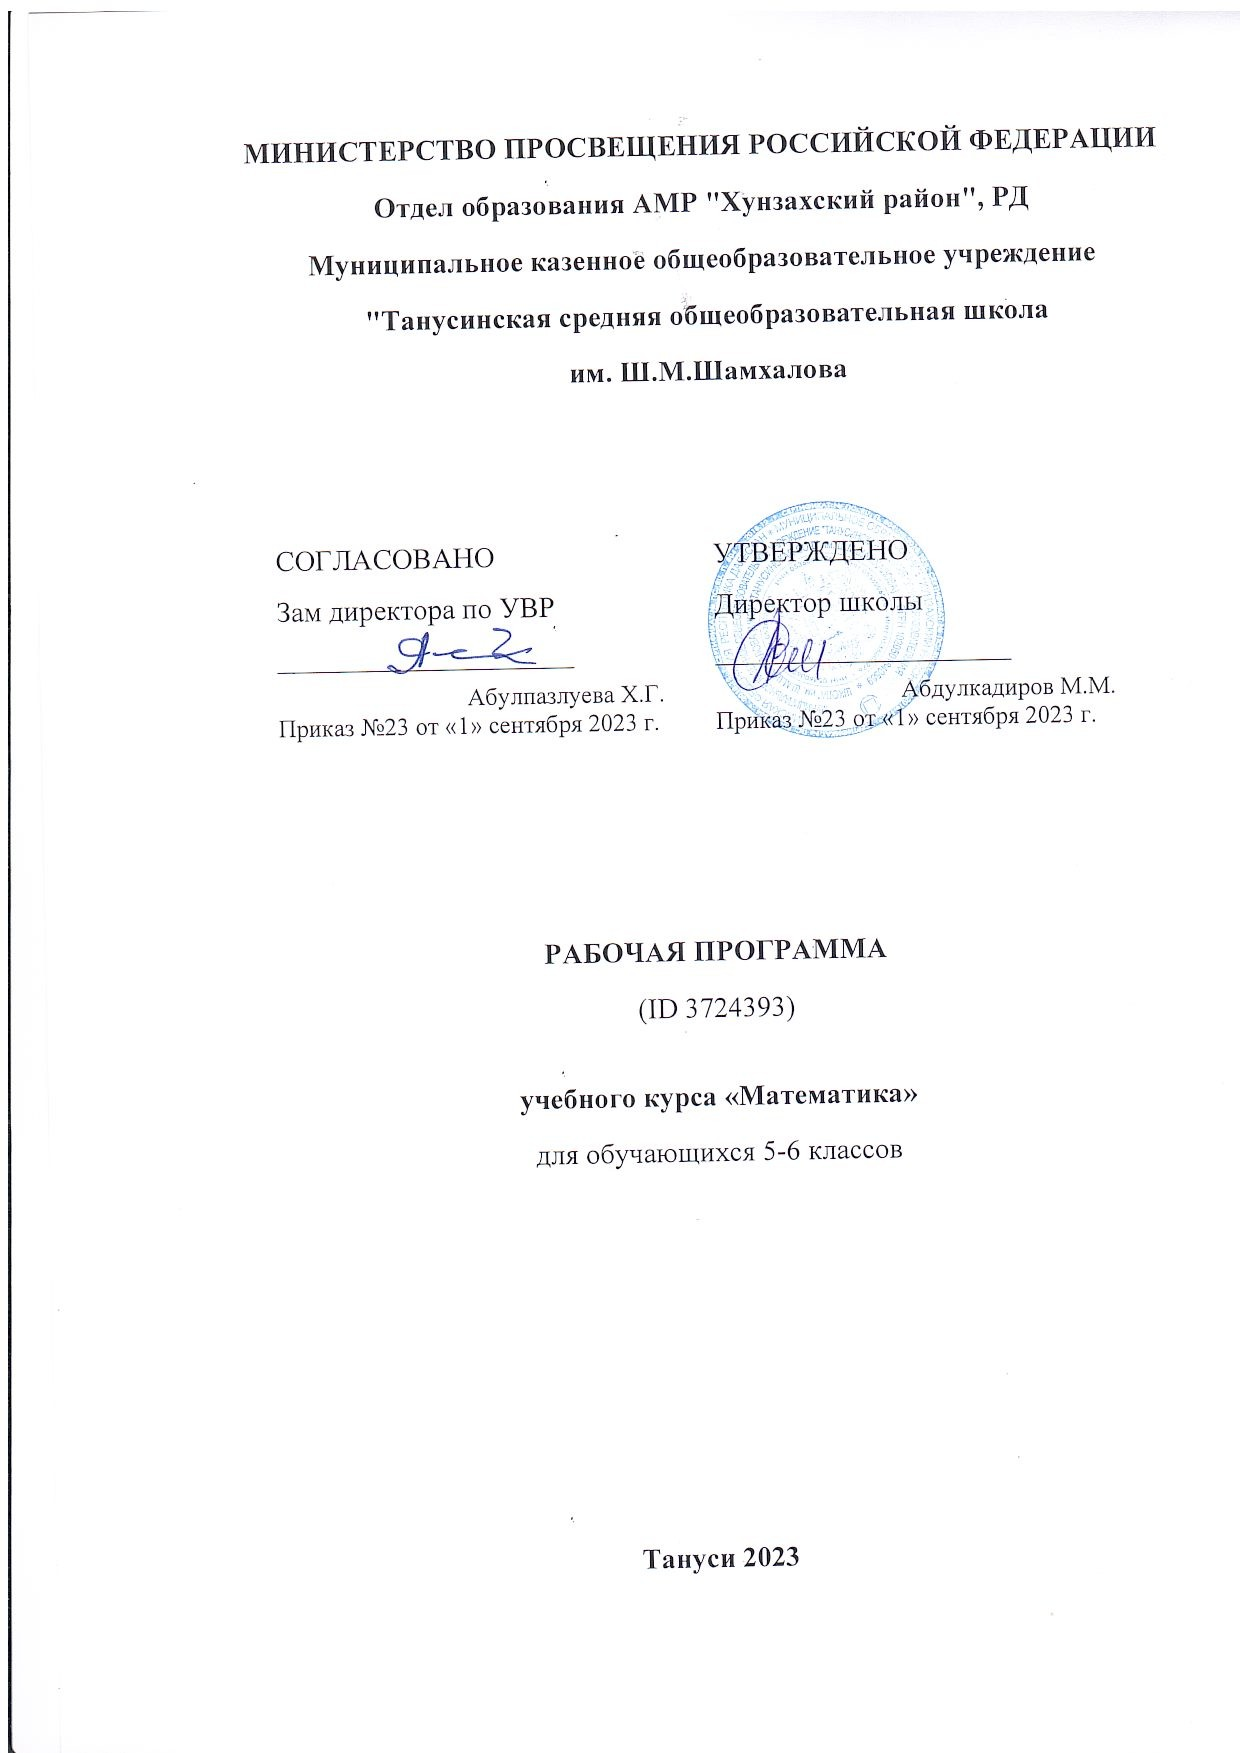 МИНИСТЕРСТВО ПРОСВЕЩЕНИЯ РОССИЙСКОЙ ФЕДЕРАЦИИ
Отдел образования АМР "Хунзахский район", РД
Муниципальное казенное общеобразовательное учреждение
"Танусинская средняя общеобразовательная школа
им. Ш.М.Шамхалова
СОГЛАСОВАНО
Зам директора по УВР
Абулпазлуева Х.Г.
Приказ №23 от «1» сентября 2023 г.
УТВЕРЖДЕНО
Директор школы
Абдулкадиров М.М.
Приказ №23 от «1» сентября 2023 г.
РАБОЧАЯ ПРОГРАММА
(ID 3724393)
учебного курса «Математика»
для обучающихся 5-6 классов
Тануси 2023